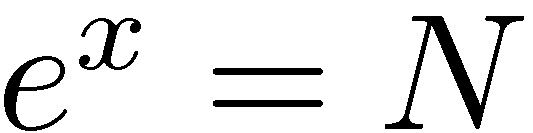 e^x = N